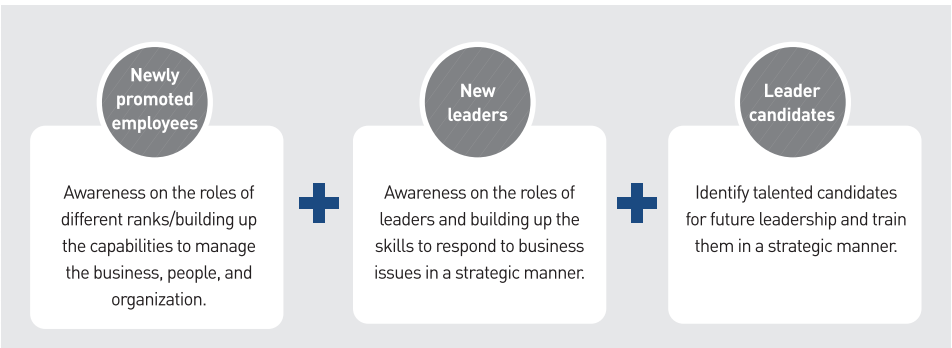 Newly
promoted
employees
Awareness on the roles of
different ranks/building up
the capabilities to manage
the business, people, and
organization.
New
leaders
Awareness on the roles of
leaders and building up the
skills to respond to business
issues in a strategic manner.
Leader
candidates
Identify talented candidates
for future leadership and train
them in a strategic manner.